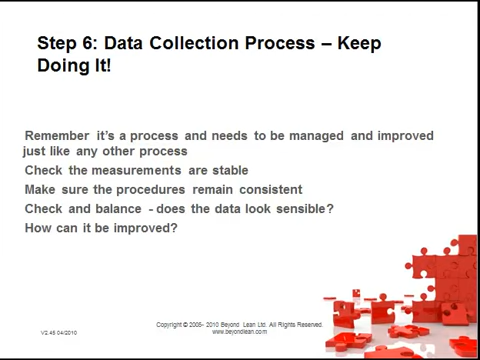 Step 6: Data Collection Process – Keep
Doing It!
Remember it's a process and needs to be managed and improved
just like any other process
Check the measurements are stable
Make sure the procedures remain consistent
Check and balance - does the data look sensible?
How can it be improved?
Copyright © 2005- 2010 Beyond Lean Ltd. All Rights Reserved.
www.beyondlean.com
V2.45 04/2010